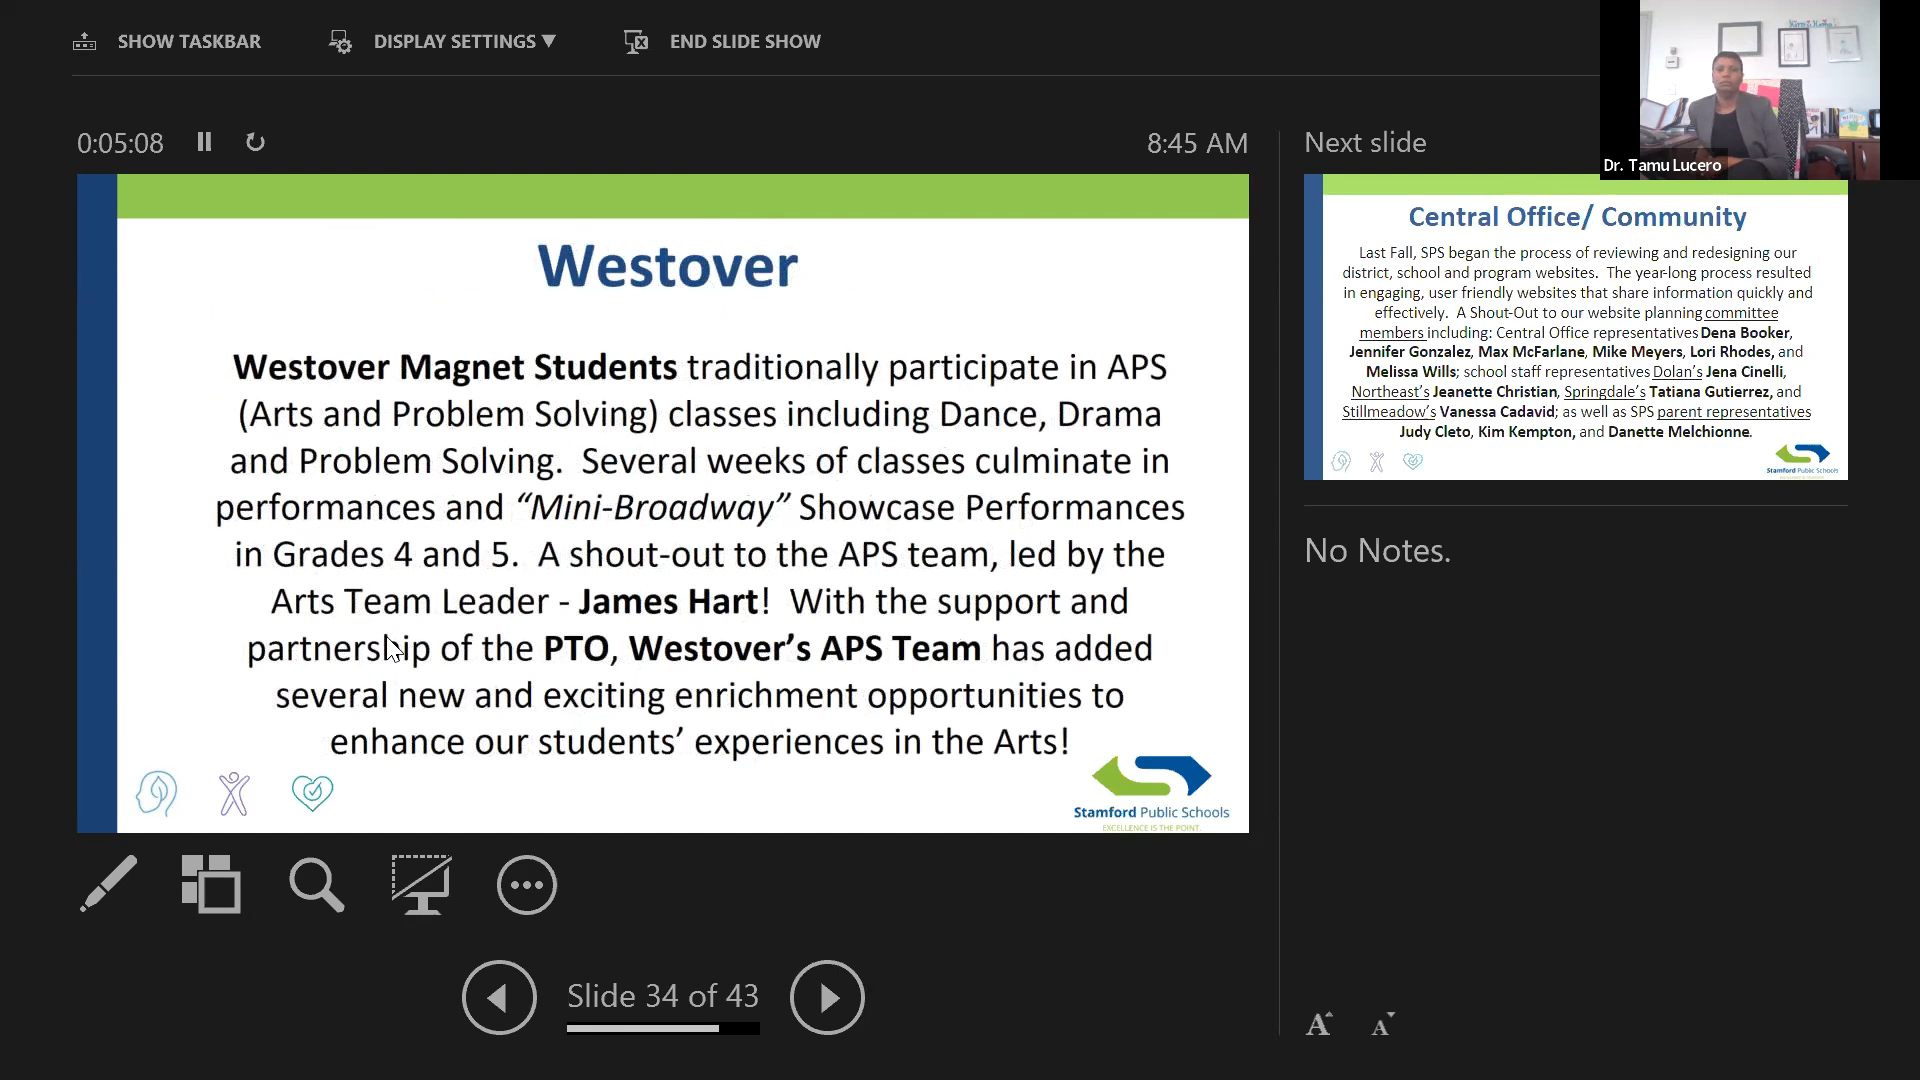 SHOW TASKBAR
DISPLAY SETTINGS ▼
END SLIDE SHOW
0:05:08
8:45 AM
Westover
Westover Magnet Students traditionally participate in APS
(Arts and Problem Solving) classes including Dance, Drama
and Problem Solving.  Several weeks of classes culminate in
performances and “Mini-Broadway” Showcase Performances
in Grades 4 and 5.  A shout-out to the APS team, led by the
Arts Team Leader - James Hart!  With the support and
partnership of the PTO, Westover’s APS Team has added
several new and exciting enrichment opportunities to
enhance our students’ experiences in the Arts!
Stamford Public Schools
EXCELLENCE IS THE POINT.
Slide 34 of 43
Next slide
Dr. Tamu Lucero
Central Office/ Community
Last Fall, SPS began the process of reviewing and redesigning our
district, school and program websites.  The year-long process resulted
in engaging, user friendly websites that share information quickly and
effectively.  A Shout-Out to our website planning committee
members including: Central Office representatives Dena Booker,
Jennifer Gonzalez, Max McFarlane, Mike Meyers, Lori Rhodes, and
Melissa Wills; school staff representatives Dolan’s Jena Cinelli,
Northeast’s Jeanette Christian, Springdale’s Tatiana Gutierrez, and
Stillmeadow’s Vanessa Cadavid; as well as SPS parent representatives
Judy Cleto, Kim Kempton, and Danette Melchionne.
Stamford Public Schools
No Notes.
A A